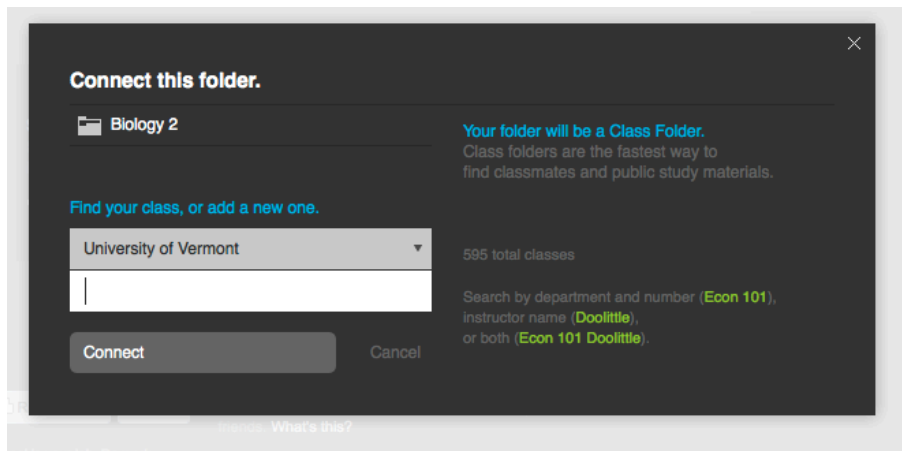 Connect this folder.
Biology 2
Your folder will be a Class Folder.
Class folders are the fastest way to
find classmates and public study materials.
Find your class, or add a new one.
University of Vermont
595 total classes
Search by department and number (Econ 101),
instructor name (Doolittle),
or both (Econ 101 Doolittle).
Connect
Cancel
What's this?